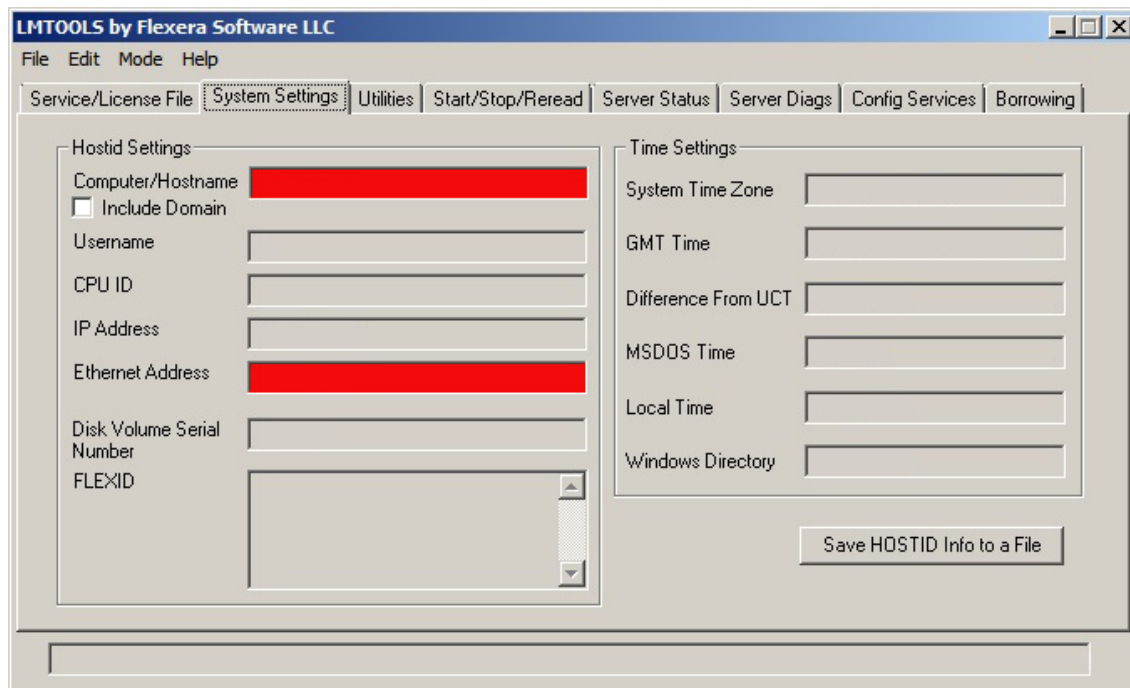 LMTOOLS by Flexera Software LLC
File Edit Mode Help
Service/License File System Settings Utilities Start/Stop/Reread Server Status Server Diags Config Services Borrowing
Hostid Settings
Computer/Hostname
Include Domain
Username
CPU ID
IP Address
Ethernet Address
Disk Volume Serial
Number
FLEXID
Time Settings
System Time Zone
GMT Time
Difference From UCT
MSDOS Time
Local Time
Windows Directory
Save HOSTID Info to a File